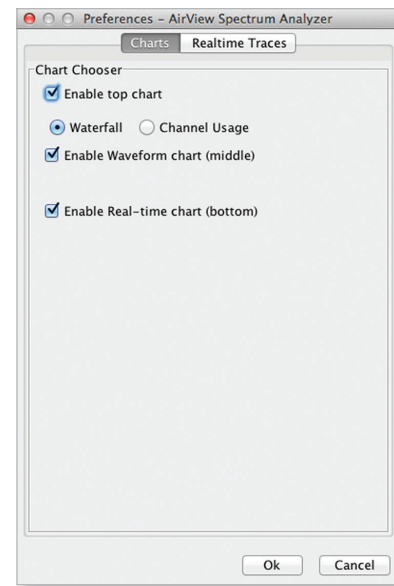 Preferences – AirView Spectrum Analyzer
Charts Realtime Traces
Chart Chooser
Enable top chart
Waterfall Channel Usage
Enable Waveform chart (middle)
Enable Real-time chart (bottom)
Ok Cancel